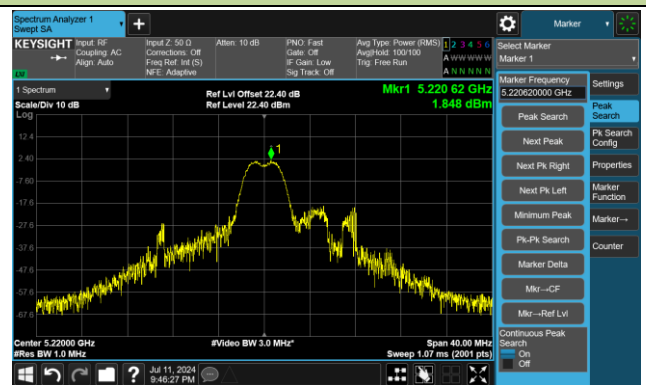 Spectrum Analyzer 1
Swept SA
Marker
KEYSIGHT
Input: RF
Coupling: AC
Align: Auto
Input Z: 50 Ω
Corrections: Off
Freq Ref: Int (S)
NFE: Adaptive
Atten: 10 dB
PNO: Fast
Gate: Off
IF Gain: Low
Sig Track: Off
Avg Type: Power (RMS)
Avg|Hold: 100/100
Trig: Free Run
1 2 3 4 5 6
A W W W W W
A N N N N N
Select Marker
Marker 1
1 Spectrum
Scale/Div 10 dB
Log
Ref Lvl Offset 22.40 dB
Ref Level 22.40 dBm
Mkr1 5.220 62 GHz
1.848 dBm
1
12.4
2.40
-7.60
-17.6
-27.6
-37.6
-47.6
-57.6
-67.6
Center 5.22000 GHz
#Res BW 1.0 MHz
#Video BW 3.0 MHz*
Span 40.00 MHz
Sweep 1.07 ms (2001 pts)
Marker Frequency
5.220620000 GHz
Peak Search
Next Peak
Next Pk Right
Next Pk Left
Minimum Peak
Pk-Pk Search
Marker Delta
Mkr→CF
Mkr→Ref Lvl
Continuous Peak
Search
On
Off
Settings
Peak
Search
Pk Search
Config
Properties
Marker
Function
Marker→
Counter
Jul 11, 2024
9:46:27 PM